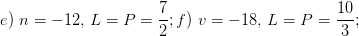 e) n = −12, L = P = 7/2; f) v = −18, L = P = 10/3;